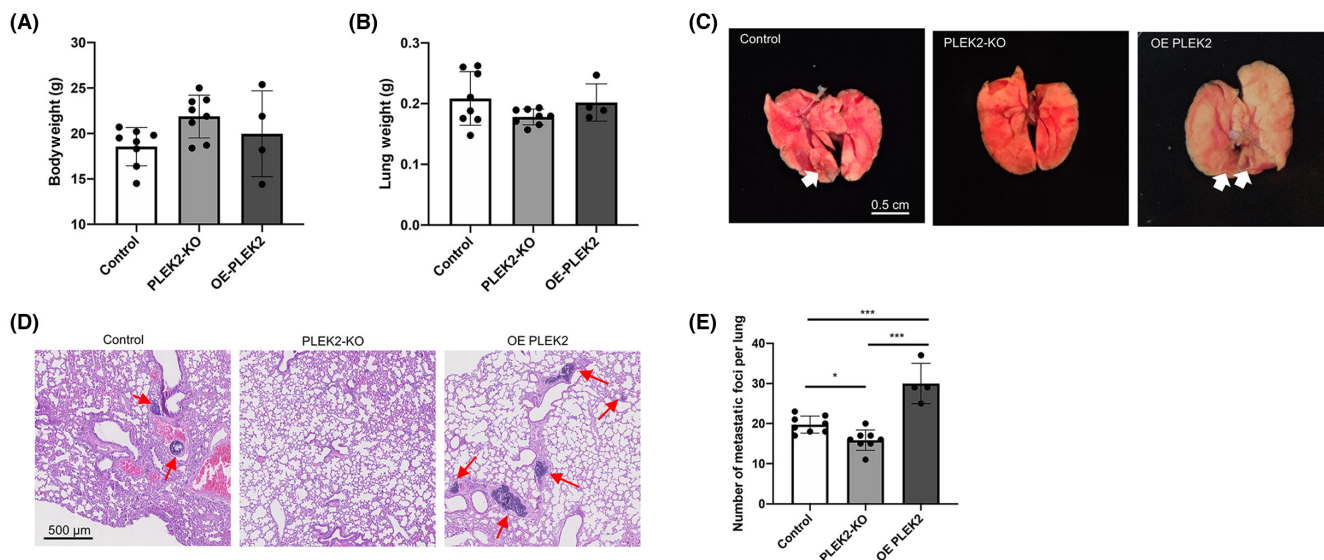 (A)
Body weight (g)
30
25
20
15
10
Control
PLEK2-KO
OE-PLEK2
(B)
Lung weight (g)
0.3
0.2
0.1
0.0
Control
PLEK2-KO
OE-PLEK2
(C)
Control
0.5 cm
PLEK2-KO
OE PLEK2
(D)
Control
500 μm
PLEK2-KO
OE PLEK2
(E)
Number of metastatic foci per lung
40
30
20
10
0
***
***
*
Control
PLEK2-KO
OE PLEK2